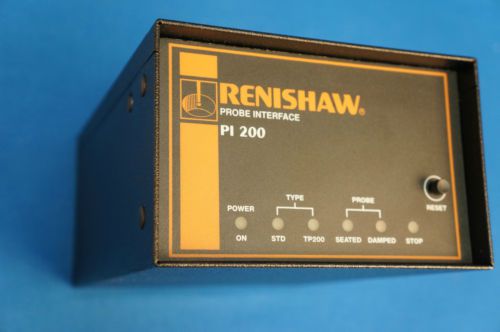 RENISHAW®
PROBE INTERFACE
PI 200
RESET
TYPE PROBE
POWER
ON STD TP200 SEATED DAMPED STOP